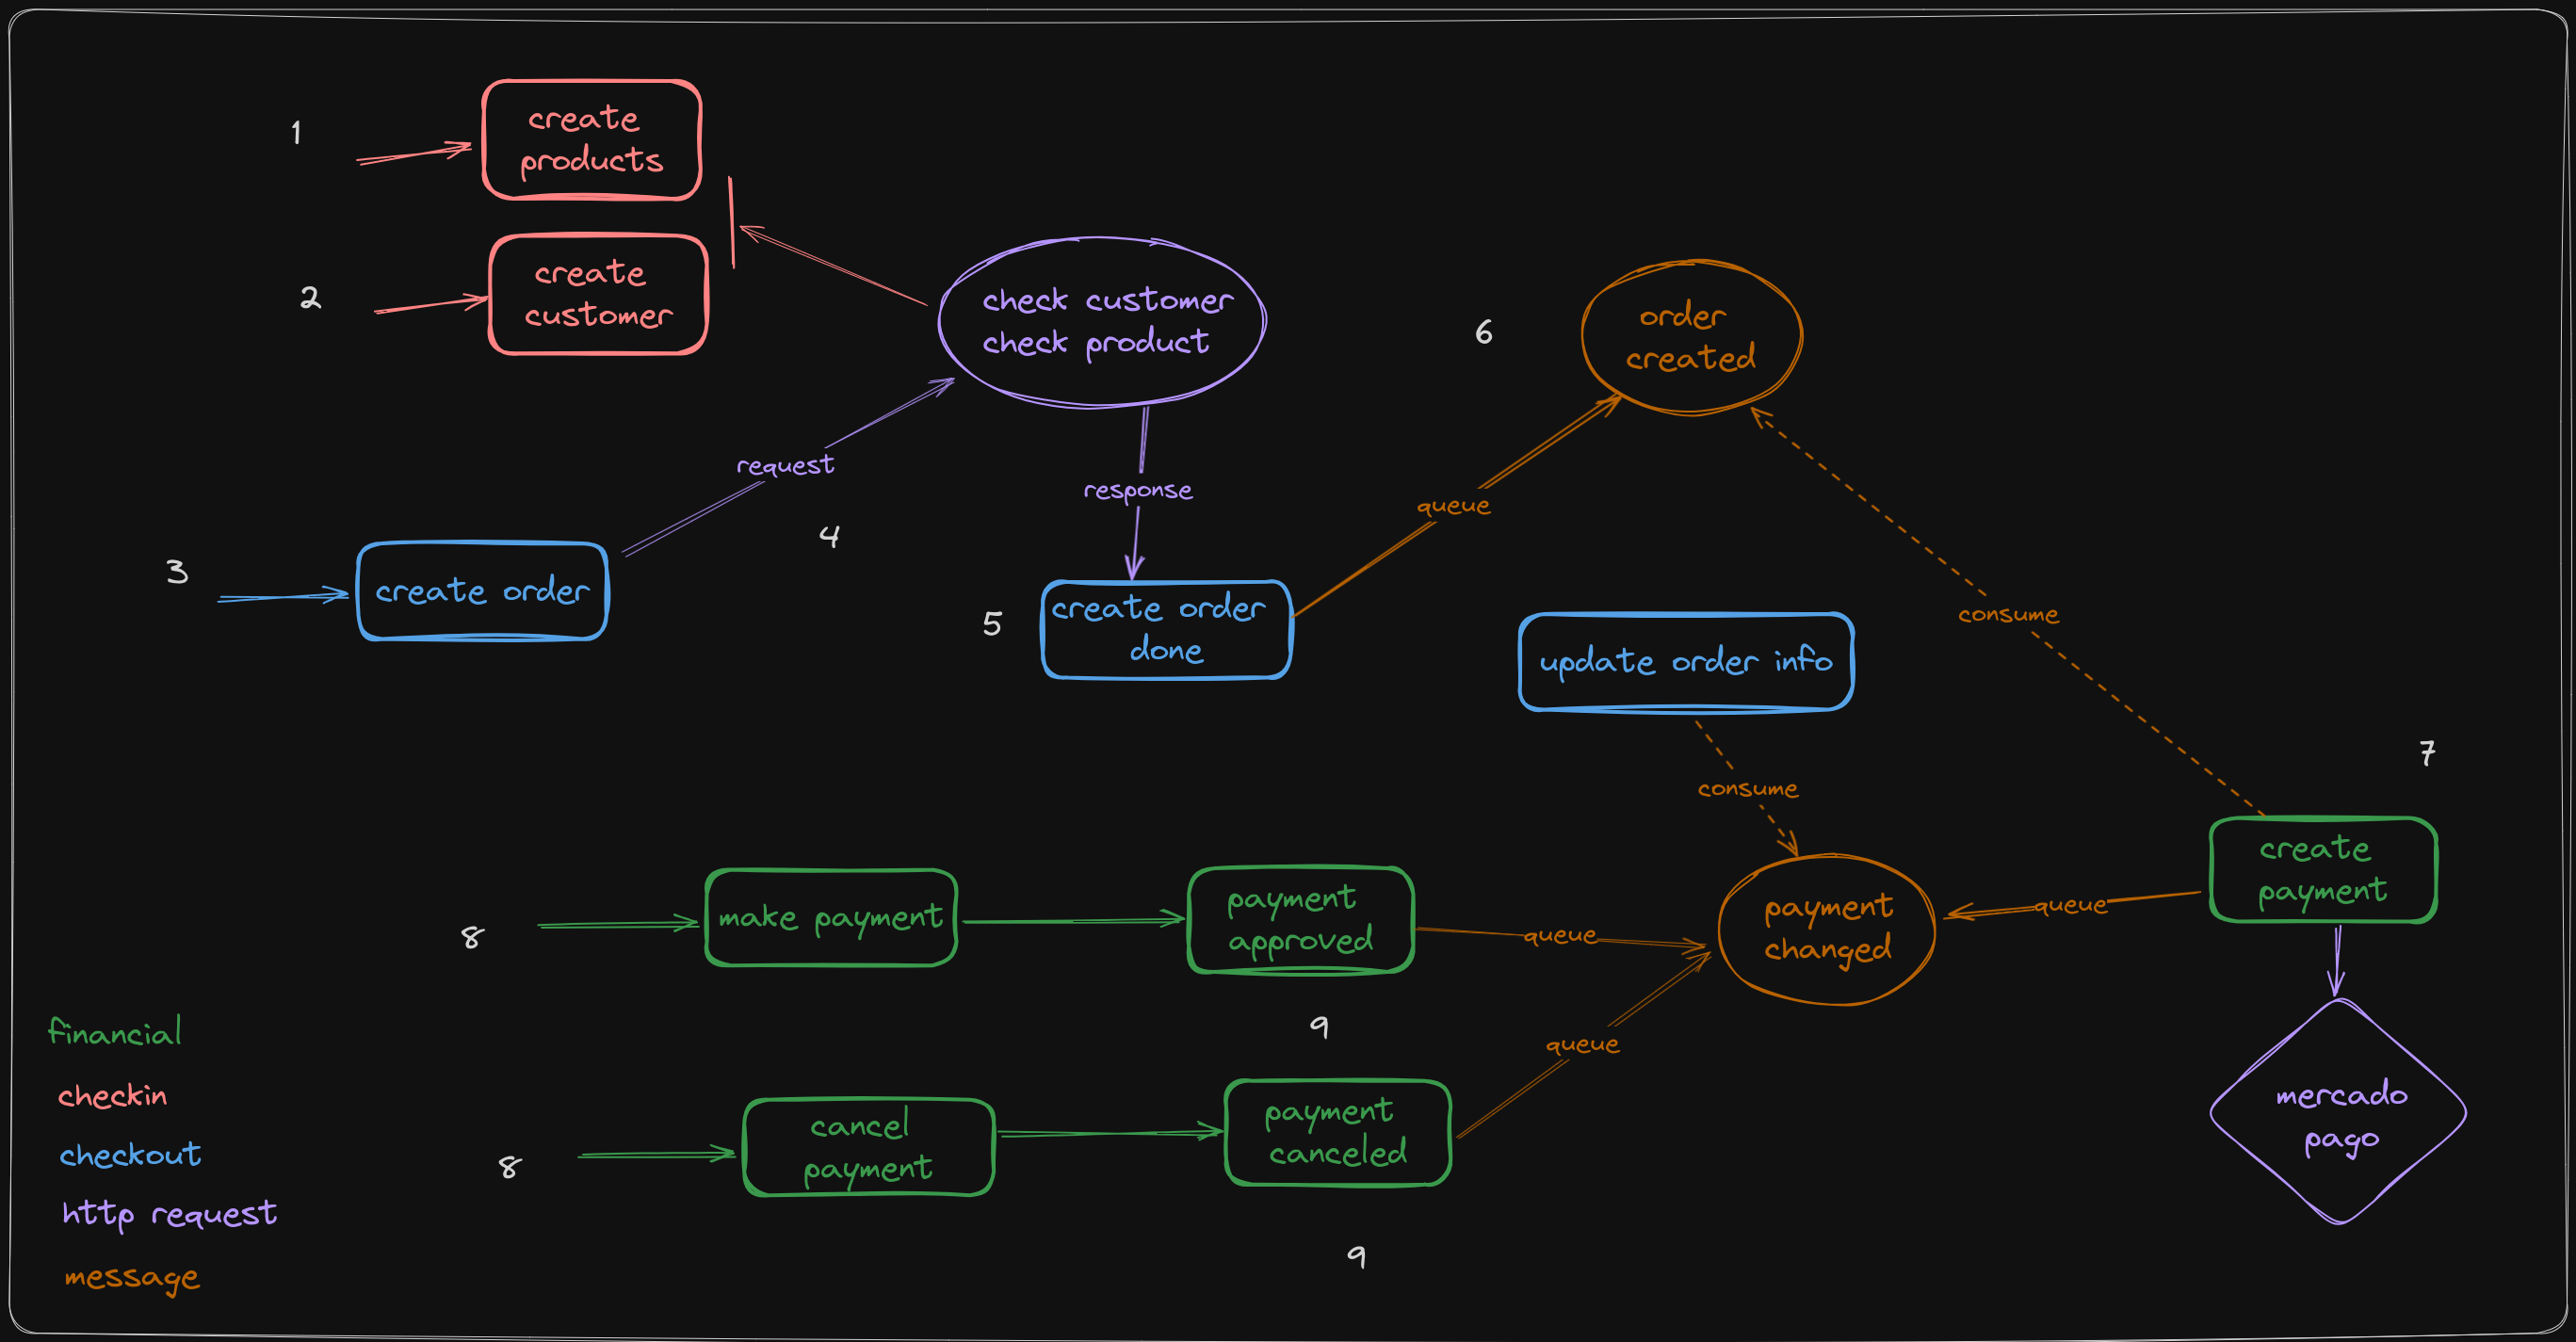 1
create
products
2
create
customer
check customer
check product
6
order
created
request
response
queue
4
3
create order
5
create order
done
update order info
consume
consume
7
create
payment
8
make payment
payment
approved
queue
payment
changed
queue
9
queue
financial
checkin
checkout
http request
message
8
cancel
payment
payment
canceled
9
mercado
pago